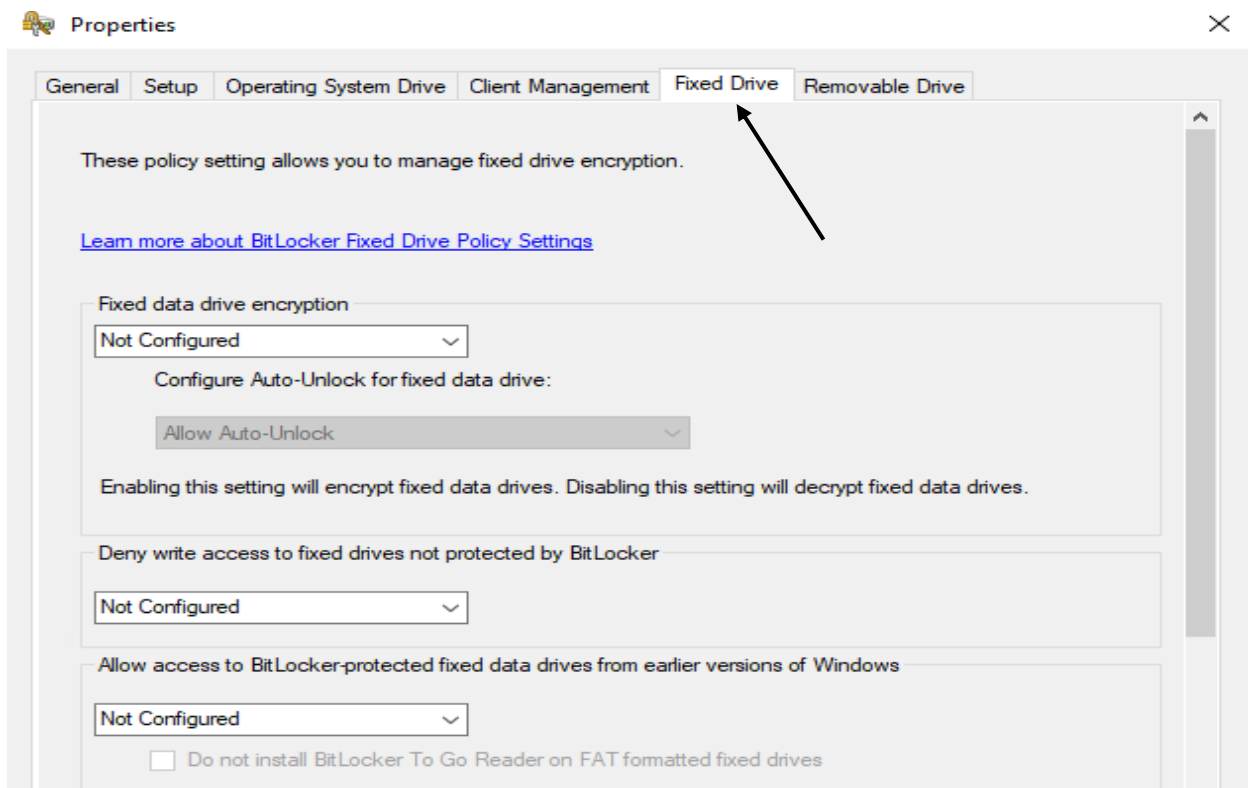 Properties
General Setup Operating System Drive Client Management Fixed Drive Removable Drive
These policy setting allows you to manage fixed drive encryption.
Learn more about BitLocker Fixed Drive Policy Settings
Fixed data drive encryption
Not Configured
Configure Auto-Unlock for fixed data drive:
Allow Auto-Unlock
Enabling this setting will encrypt fixed data drives. Disabling this setting will decrypt fixed data drives.
Deny write access to fixed drives not protected by BitLocker
Not Configured
Allow access to BitLocker-protected fixed data drives from earlier versions of Windows
Not Configured
Do not install BitLocker To Go Reader on FAT formatted fixed drives